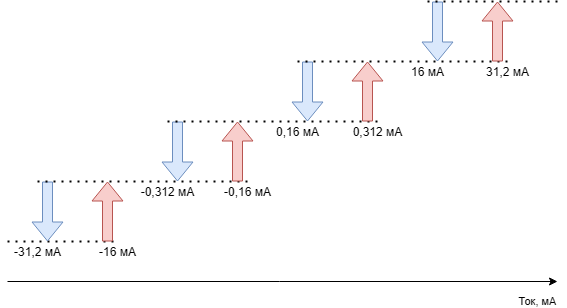 16 мА
31,2 мА
0,16 мА
0,312 мА
-0,312 мА
-0,16 мА
-31,2 мА
-16 мА
Ток, мА